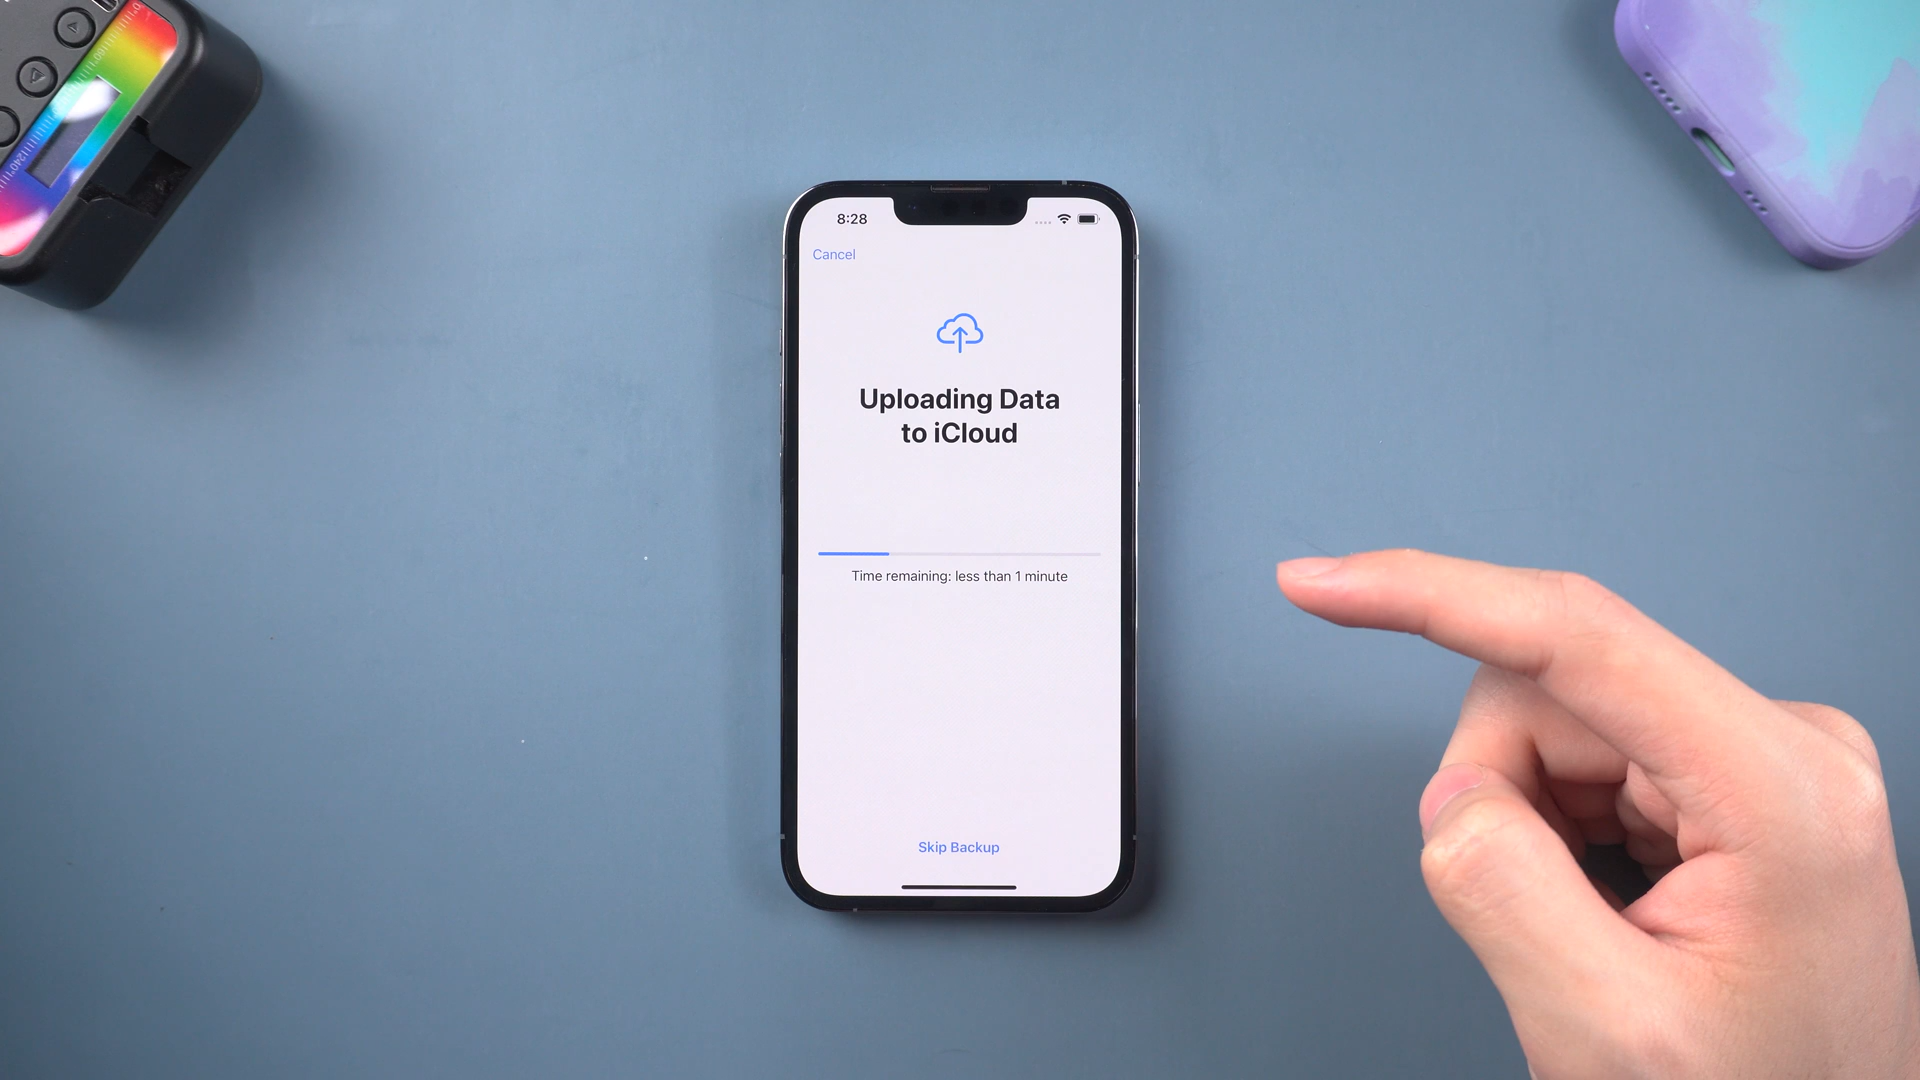 8:28
Cancel
Uploading Data
to iCloud
Time remaining: less than 1 minute
Skip Backup